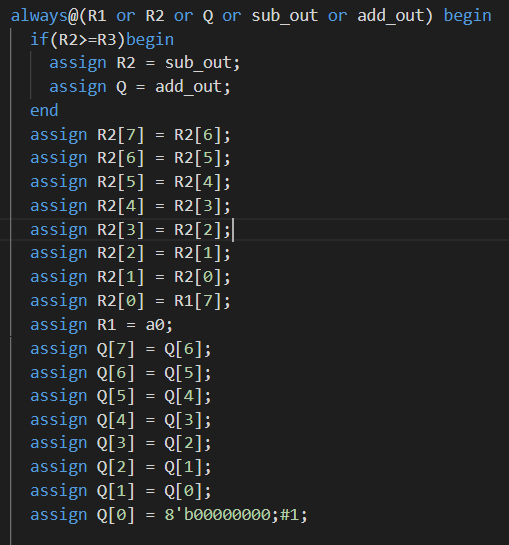 always@(R1 or R2 or Q or sub_out or add_out) begin
if(R2>=R3)begin
assign R2 = sub_out;
assign Q = add_out;
end
assign R2[7] = R2[6];
assign R2[6] = R2[5];
assign R2[5] = R2[4];
assign R2[4] = R2[3];
assign R2[3] = R2[2];
assign R2[2] = R2[1];
assign R2[1] = R2[0];
assign R2[0] = R1[7];
assign R1 = a0;
assign Q[7] = Q[6];
assign Q[6] = Q[5];
assign Q[5] = Q[4];
assign Q[4] = Q[3];
assign Q[3] = Q[2];
assign Q[2] = Q[1];
assign Q[1] = Q[0];
assign Q[0] = 8'b00000000;#1;